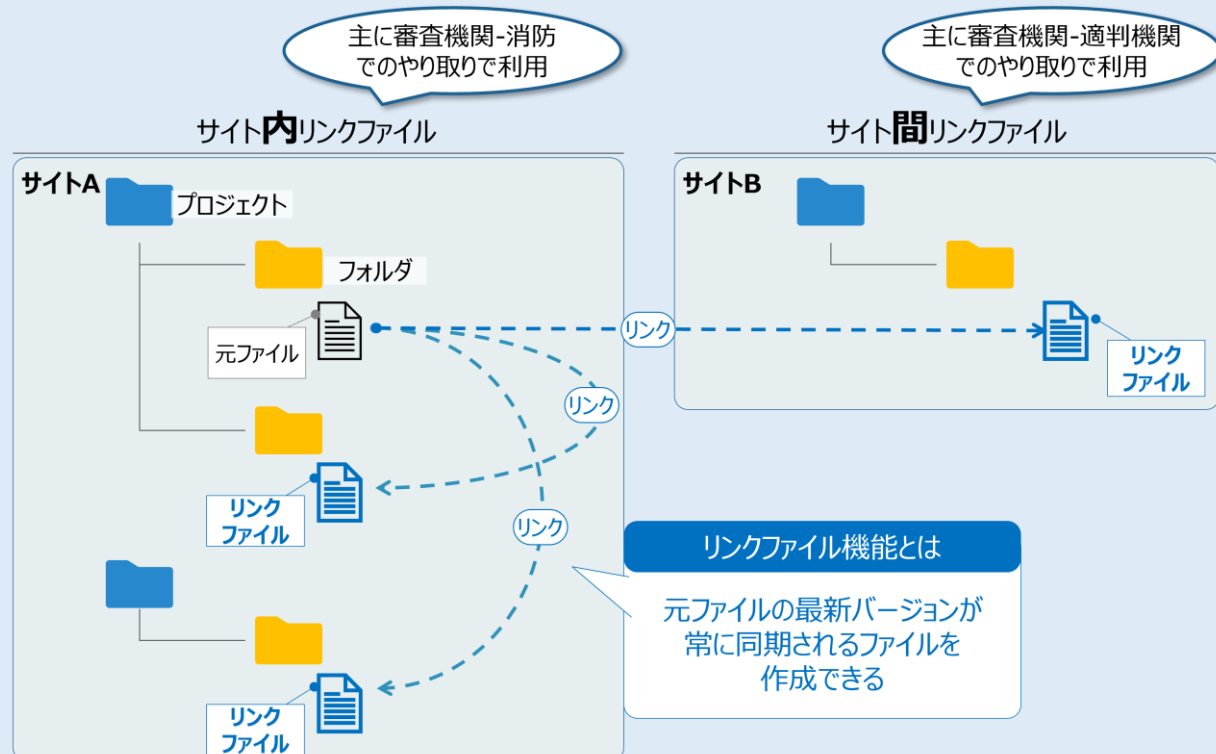 主に審査機関-消防
でのやり取りで利用
主に審査機関-適判機関
でのやり取りで利用
サイト内リンクファイル
サイト間リンクファイル
サイトA
プロジェクト
フォルダ
元ファイル
リンク
リンク
リンク
ファイル
リンク
リンク
ファイル
サイトB
リンク
ファイル
リンクファイル機能とは
元ファイルの最新バージョンが
常に同期されるファイルを
作成できる